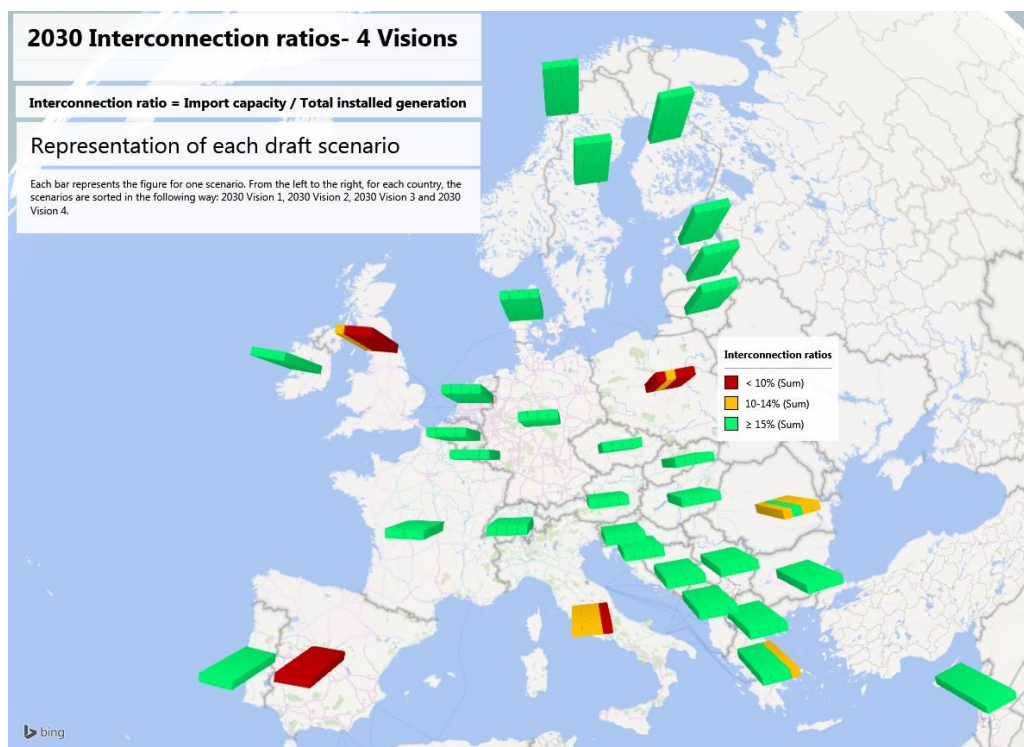 2030 Interconnection ratios- 4 Visions
Interconnection ratio = Import capacity / Total installed generation
Representation of each draft scenario
Each bar represents the figure for one scenario. From the left to the right, for each country, the
scenarios are sorted in the following way: 2030 Vision 1, 2030 Vision 2, 2030 Vision 3 and 2030
Vision 4.
Interconnection ratios
< 10% (Sum)
10-14% (Sum)
≥ 15% (Sum)
bing